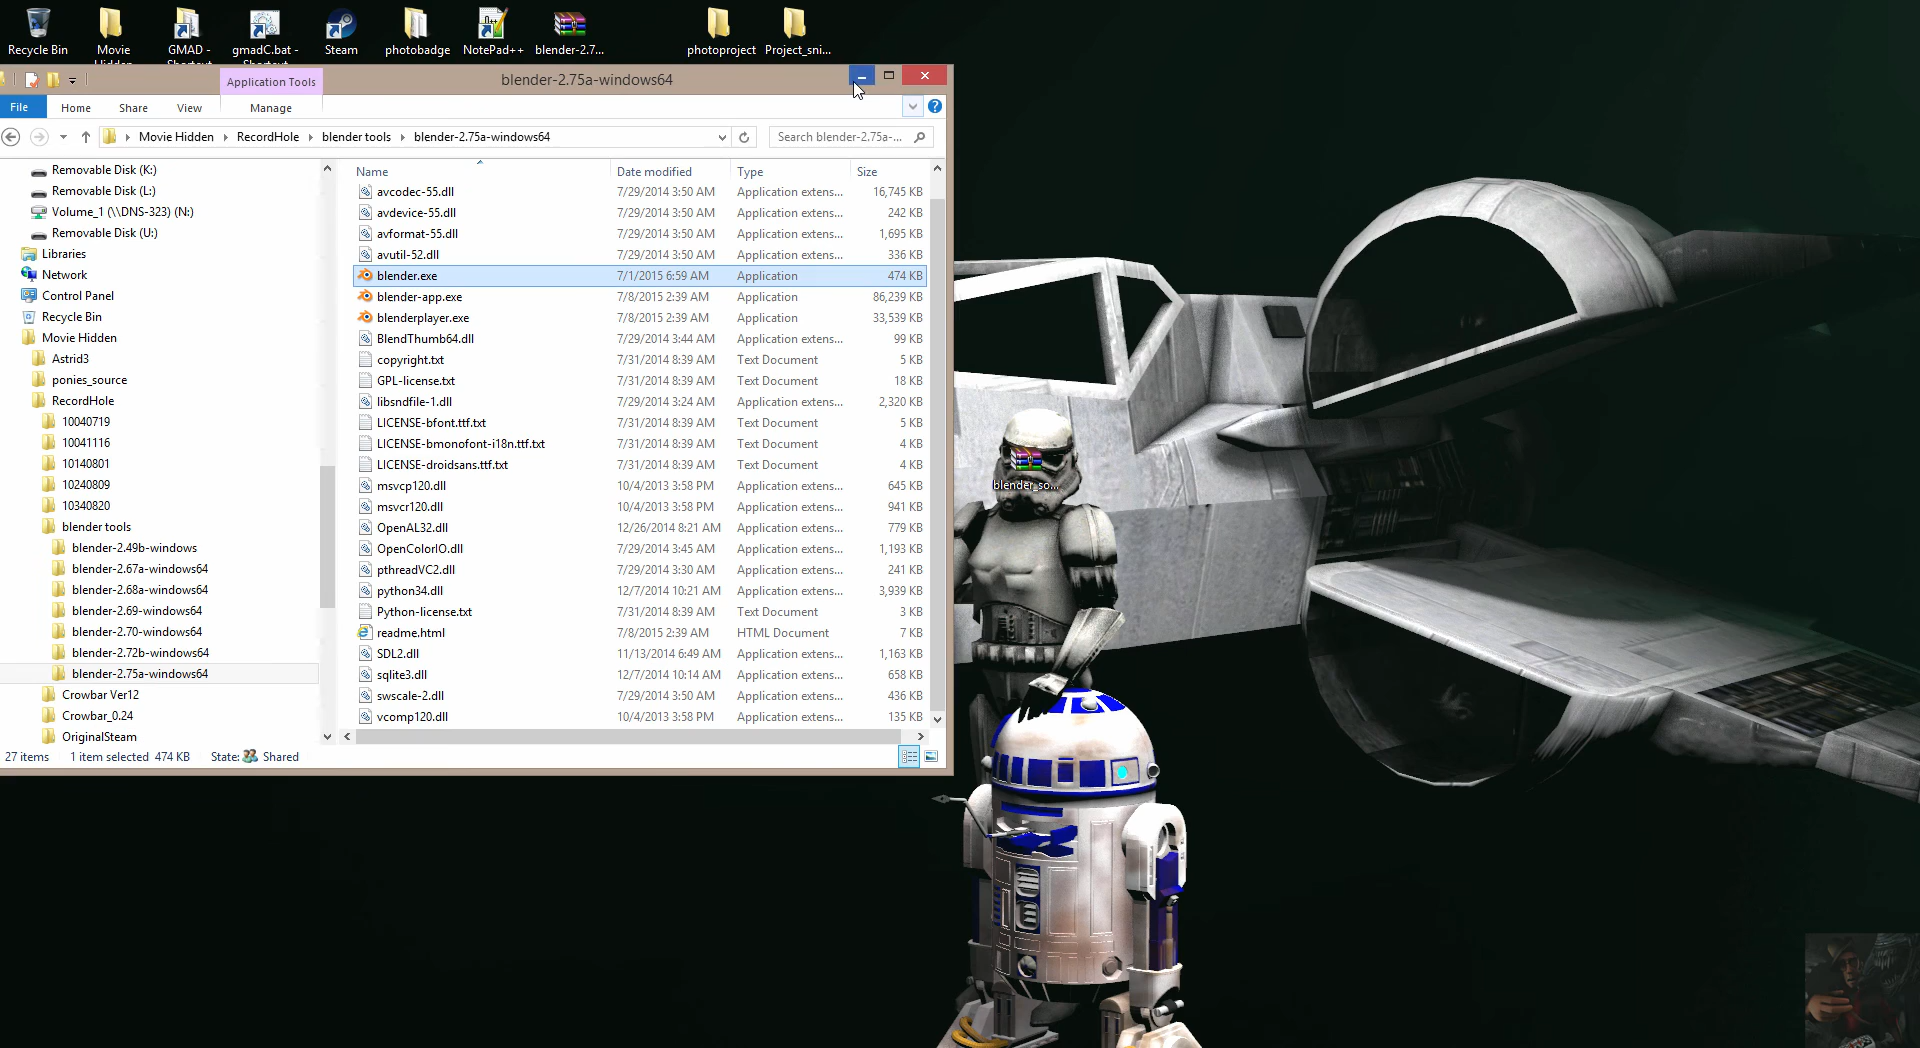 Recycle Bin
Movie Hidden
GMAD - Shortcut
gmadC.bat - Shortcut
Steam
photobadge
NotePad++
blender-2.7...
photoproject
Project_sni...
Application Tools
blender-2.75a-windows64
File
Home
Share
View
Manage
Movie Hidden
RecordHole
blender tools
blender-2.75a-windows64
Search blender-2.75a-...
Removable Disk (K:)
Removable Disk (L:)
Volume_1 (\\DNS-323) (N:)
Removable Disk (U:)
Libraries
Network
Control Panel
Recycle Bin
Movie Hidden
Astrid3
ponies_source
RecordHole
10040719
10041116
10140801
10240809
10340820
blender tools
blender-2.49b-windows
blender-2.67a-windows64
blender-2.68a-windows64
blender-2.69-windows64
blender-2.70-windows64
blender-2.72b-windows64
blender-2.75a-windows64
Crowbar Ver12
Crowbar_0.24
OriginalSteam
Name Date modified Type Size
avcodec-55.dll 7/29/2014 3:50 AM Application extens... 16,745 KB
avdevice-55.dll 7/29/2014 3:50 AM Application extens... 242 KB
avformat-55.dll 7/29/2014 3:50 AM Application extens... 1,695 KB
avutil-52.dll 7/29/2014 3:50 AM Application extens... 336 KB
blender.exe 7/1/2015 6:59 AM Application 474 KB
blender-app.exe 7/8/2015 2:39 AM Application 86,239 KB
blenderplayer.exe 7/8/2015 2:39 AM Application 33,539 KB
BlendThumb64.dll 7/29/2014 3:44 AM Application extens... 99 KB
copyright.txt 7/31/2014 8:39 AM Text Document 5 KB
GPL-license.txt 7/31/2014 8:39 AM Text Document 18 KB
libsndfile-1.dll 7/29/2014 3:24 AM Application extens... 2,320 KB
LICENSE-bfont.ttf.txt 7/31/2014 8:39 AM Text Document 5 KB
LICENSE-bmonofont-i18n.ttf.txt 7/31/2014 8:39 AM Text Document 4 KB
LICENSE-droidsans.ttf.txt 7/31/2014 8:39 AM Text Document 4 KB
msvcp120.dll 10/4/2013 3:58 PM Application extens... 645 KB
msvcr120.dll 10/4/2013 3:58 PM Application extens... 941 KB
OpenAL32.dll 12/26/2014 8:21 AM Application extens... 779 KB
OpenColorIO.dll 7/29/2014 3:45 AM Application extens... 1,193 KB
pthreadVC2.dll 7/29/2014 3:30 AM Application extens... 241 KB
python34.dll 12/7/2014 10:21 AM Application extens... 3,939 KB
Python-license.txt 7/31/2014 8:39 AM Text Document 3 KB
readme.html 7/8/2015 2:39 AM HTML Document 7 KB
SDL2.dll 11/13/2014 6:49 AM Application extens... 1,163 KB
sqlite3.dll 12/7/2014 10:14 AM Application extens... 658 KB
swscale-2.dll 7/29/2014 3:50 AM Application extens... 436 KB
vcomp120.dll 10/4/2013 3:58 PM Application extens... 135 KB
27 items 1 item selected 474 KB State: Shared
blender_so...